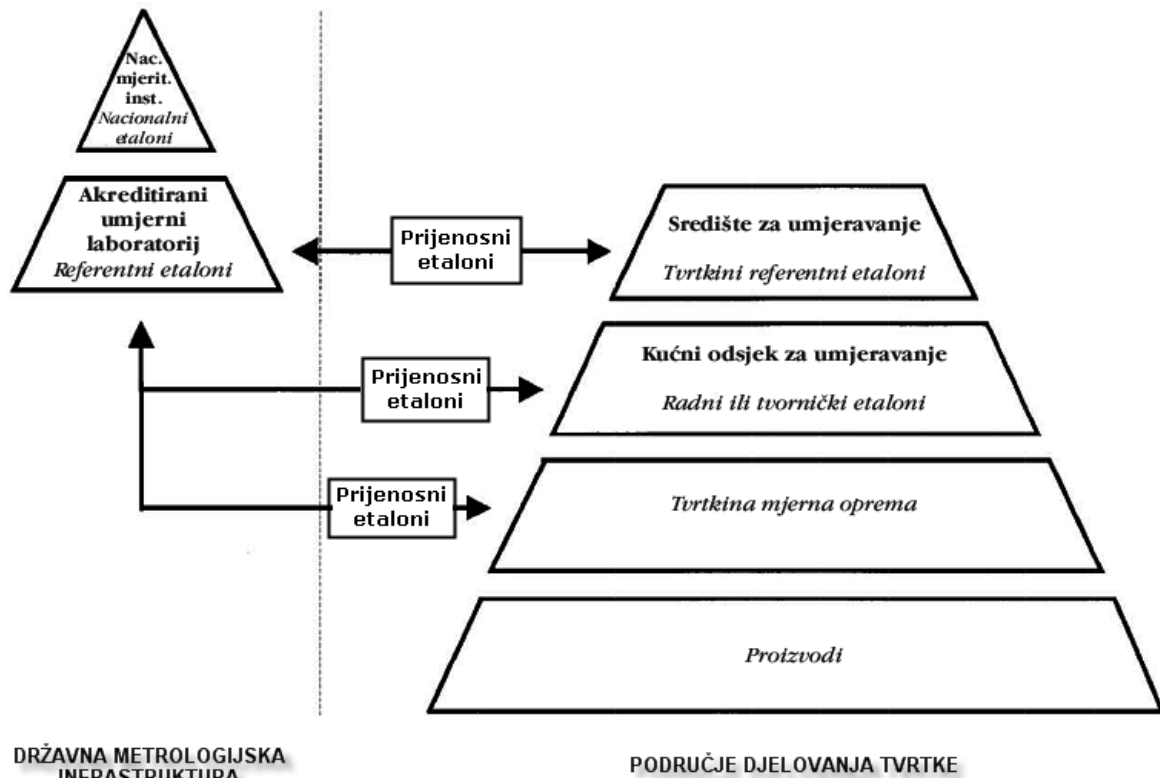 Nac.
mjerit.
inst.
Nacionalni
etaloni
Akreditirani
umjerni
laboratorij
Referentni etaloni
Prijenosni
etaloni
Središte za umjeravanje
Tvrtkini referentni etaloni
Prijenosni
etaloni
Kućni odsjek za umjeravanje
Radni ili tvornički etaloni
Prijenosni
etaloni
Tvrtkina mjerna oprema
Proizvodi
DRŽAVNA METROLOGIJSKA
INFRASTRUKTURA
PODRUČJE DJELOVANJA TVRTKE